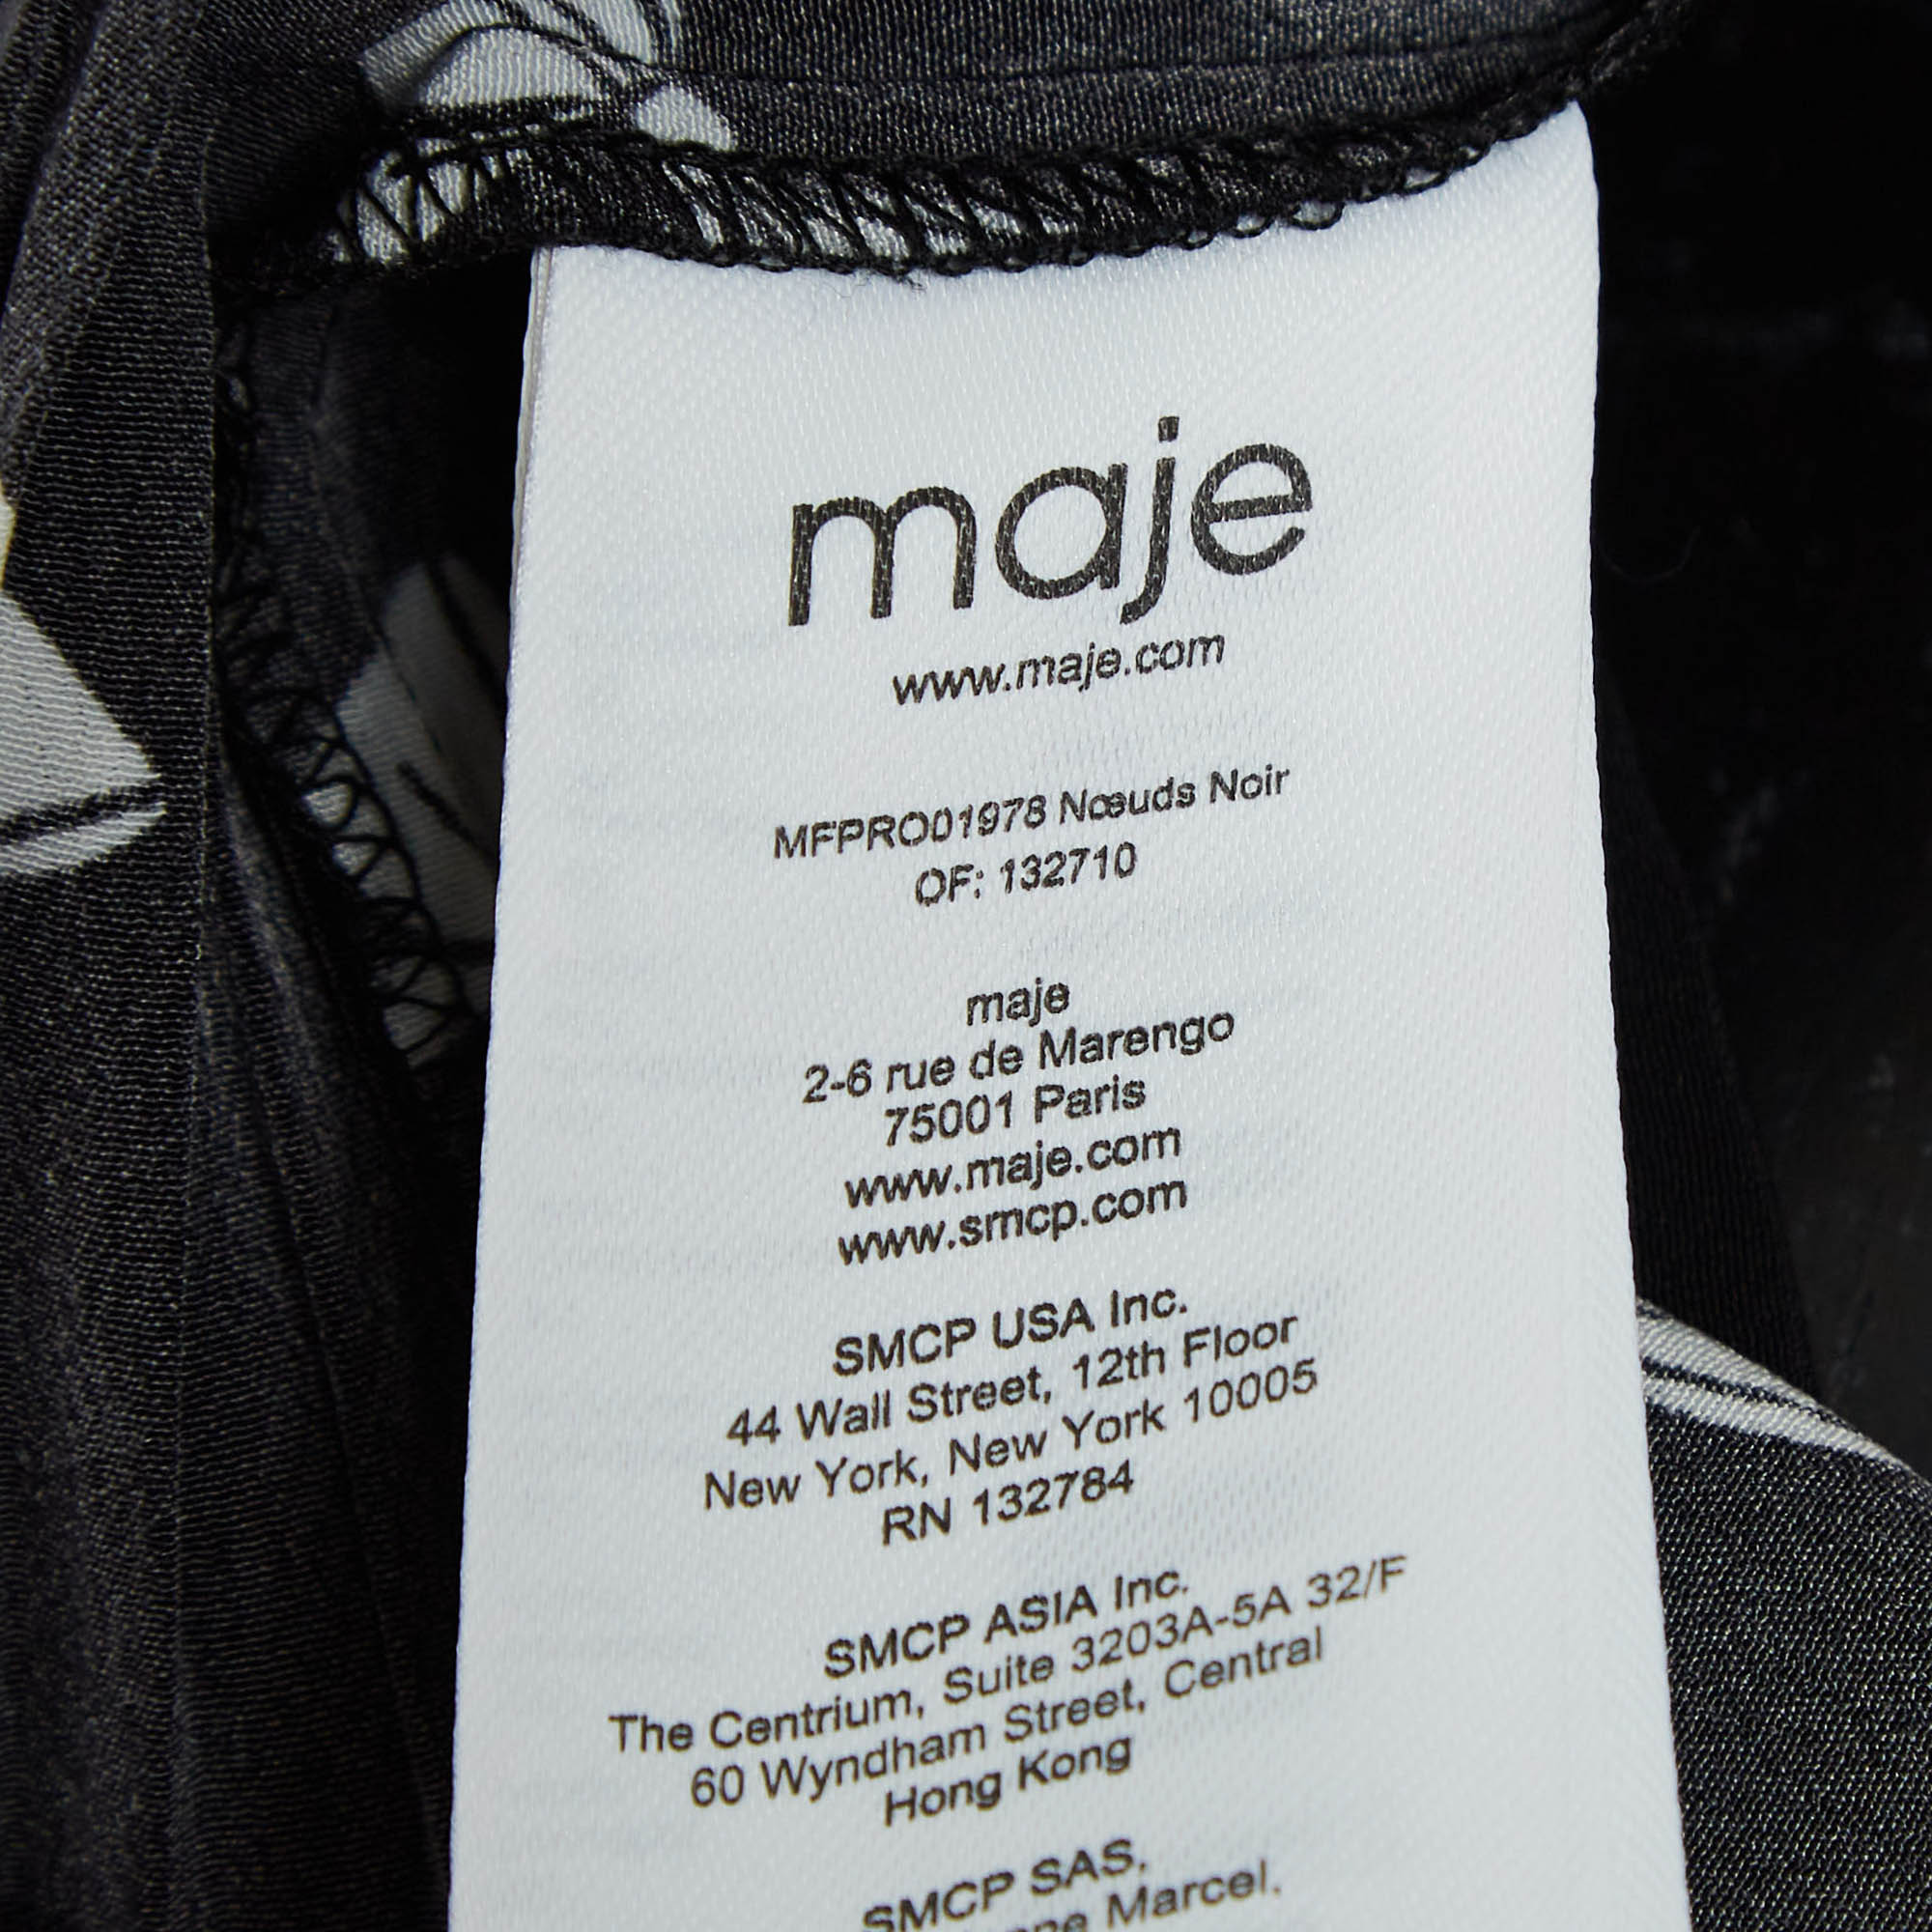 maje
www.maje.com
MFPRO01978 Nœuds Noir
OF: 132710
maje
2-6 rue de Marengo
75001 Paris
www.maje.com
www.smcp.com
SMCP USA Inc.
44 Wall Street, 12th Floor
New York, New York 10005
RN 132784
SMCP ASIA Inc.
The Centrium, Suite 3203A-5A 32/F
60 Wyndham Street, Central
Hong Kong
SMCP SAS.
Marcel.